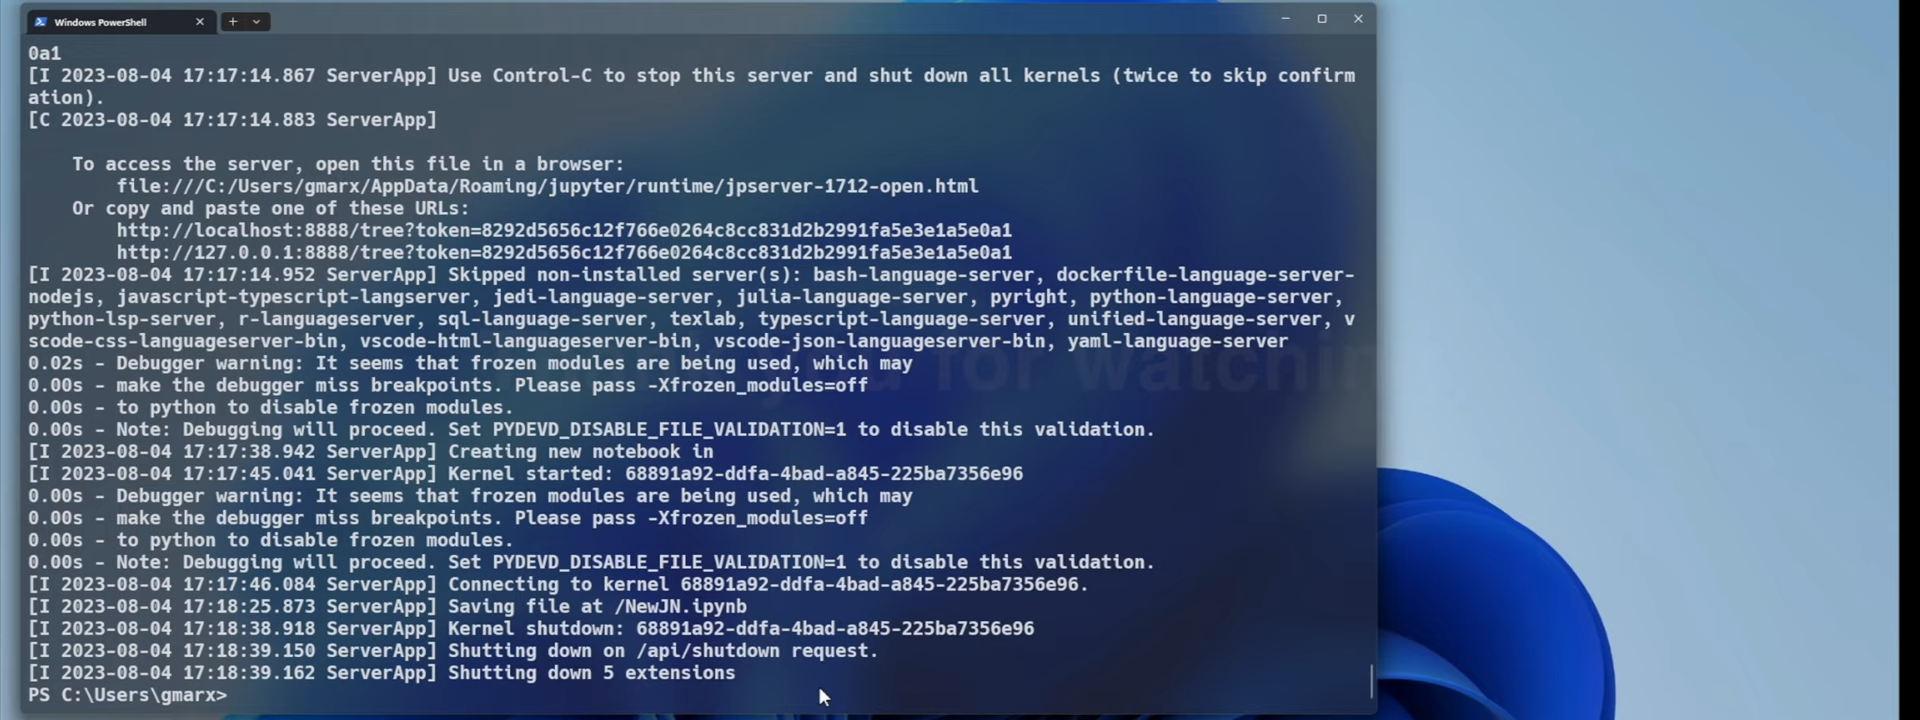 Windows PowerShell
0a1
[I 2023-08-04 17:17:14.867 ServerApp] Use Control-C to stop this server and shut down all kernels (twice to skip confirm
ation).
[C 2023-08-04 17:17:14.883 ServerApp]
To access the server, open this file in a browser:
file:///C:/Users/gmarx/AppData/Roaming/jupyter/runtime/jpserver-1712-open.html
Or copy and paste one of these URLs:
http://localhost:8888/tree?token=8292d5656c12f766e0264c8cc831d2b2991fa5e3e1a5e0a1
http://127.0.0.1:8888/tree?token=8292d5656c12f766e0264c8cc831d2b2991fa5e3e1a5e0a1
[I 2023-08-04 17:17:14.952 ServerApp] Skipped non-installed server(s): bash-language-server, dockerfile-language-server-
nodejs, javascript-typescript-langserver, jedi-language-server, julia-language-server, pyright, python-language-server,
python-lsp-server, r-languageserver, sql-language-server, texlab, typescript-language-server, unified-language-server, v
scode-css-languageserver-bin, vscode-html-languageserver-bin, vscode-json-languageserver-bin, yaml-language-server
0.02s - Debugger warning: It seems that frozen modules are being used, which may
0.00s - make the debugger miss breakpoints. Please pass -Xfrozen_modules=off
0.00s - to python to disable frozen modules.
0.00s - Note: Debugging will proceed. Set PYDEVD_DISABLE_FILE_VALIDATION=1 to disable this validation.
[I 2023-08-04 17:17:38.942 ServerApp] Creating new notebook in
[I 2023-08-04 17:17:45.041 ServerApp] Kernel started: 68891a92-ddfa-4bad-a845-225ba7356e96
0.00s - Debugger warning: It seems that frozen modules are being used, which may
0.00s - make the debugger miss breakpoints. Please pass -Xfrozen_modules=off
0.00s - to python to disable frozen modules.
0.00s - Note: Debugging will proceed. Set PYDEVD_DISABLE_FILE_VALIDATION=1 to disable this validation.
[I 2023-08-04 17:17:46.084 ServerApp] Connecting to kernel 68891a92-ddfa-4bad-a845-225ba7356e96.
[I 2023-08-04 17:18:25.873 ServerApp] Saving file at /NewJN.ipynb
[I 2023-08-04 17:18:38.918 ServerApp] Kernel shutdown: 68891a92-ddfa-4bad-a845-225ba7356e96
[I 2023-08-04 17:18:39.150 ServerApp] Shutting down on /api/shutdown request.
[I 2023-08-04 17:18:39.162 ServerApp] Shutting down 5 extensions
PS C:\Users\gmarx>